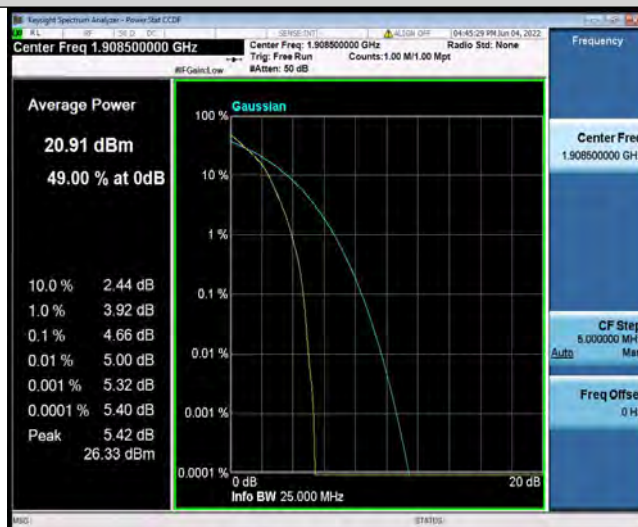 Keysight Spectrum Analyzer - Power Stat CCDF
RL RF 50 Ω DC SENSE:INT ALIGN OFF 04:45:29 PM Jun 04, 2022
Center Freq 1.908500000 GHz
Center Freq: 1.908500000 GHz Radio Std: None
Trig: Free Run Counts:1.00 M/1.00 Mpt
#IFGain:Low #Atten: 50 dB
Frequency
Average Power
20.91 dBm
49.00 % at 0dB
10.0 % 2.44 dB
1.0 % 3.92 dB
0.1 % 4.66 dB
0.01 % 5.00 dB
0.001 % 5.32 dB
0.0001 % 5.40 dB
Peak 5.42 dB
26.33 dBm
Gaussian
100 %
10 %
1 %
0.1 %
0.01 %
0.001 %
0.0001 %
0 dB 20 dB
Info BW 25.000 MHz
Center Fre
1.908500000 GH
CF Step
5.000000 MH
Auto Ma
Freq Offse
0 H
MSG STATUS